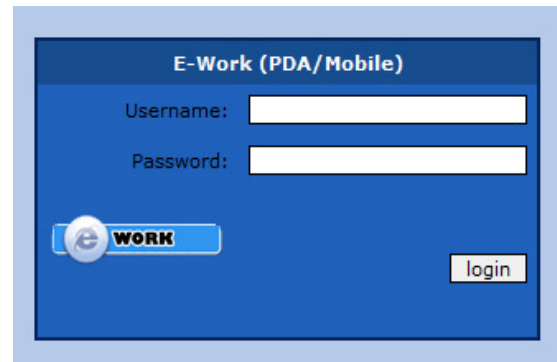 E-Work (PDA/Mobile)
Username:
Password:
e WORK
login